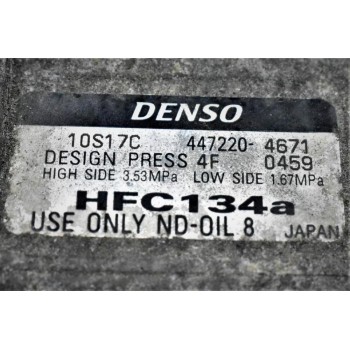 DENSO
10S17C 447220-4671
DESIGN PRESS 4F 0459
HIGH SIDE 3.53MPa LOW SIDE 1.67MPa
HFC134a
USE ONLY ND-OIL 8 JAPAN